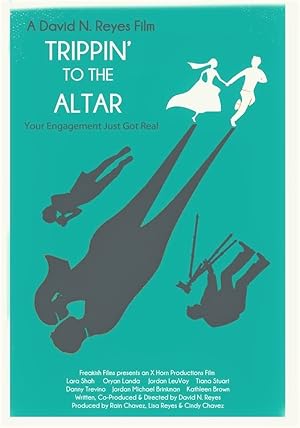 A David N. Reyes Film
TRIPPIN'
TO THE
ALTAR
Your Engagement Just Got Real
Freakish Films presents an X Horn Productions Film
Lara Shah Oryan Landa Jordan LeuVoy Tiana Stuart
Danny Trevino Jordan Michael Brinkman Kathleen Brown
Written, Co-Produced & Directed by David N. Reyes
Produced by Rain Chavez, Lisa Reyes & Cindy Chavez